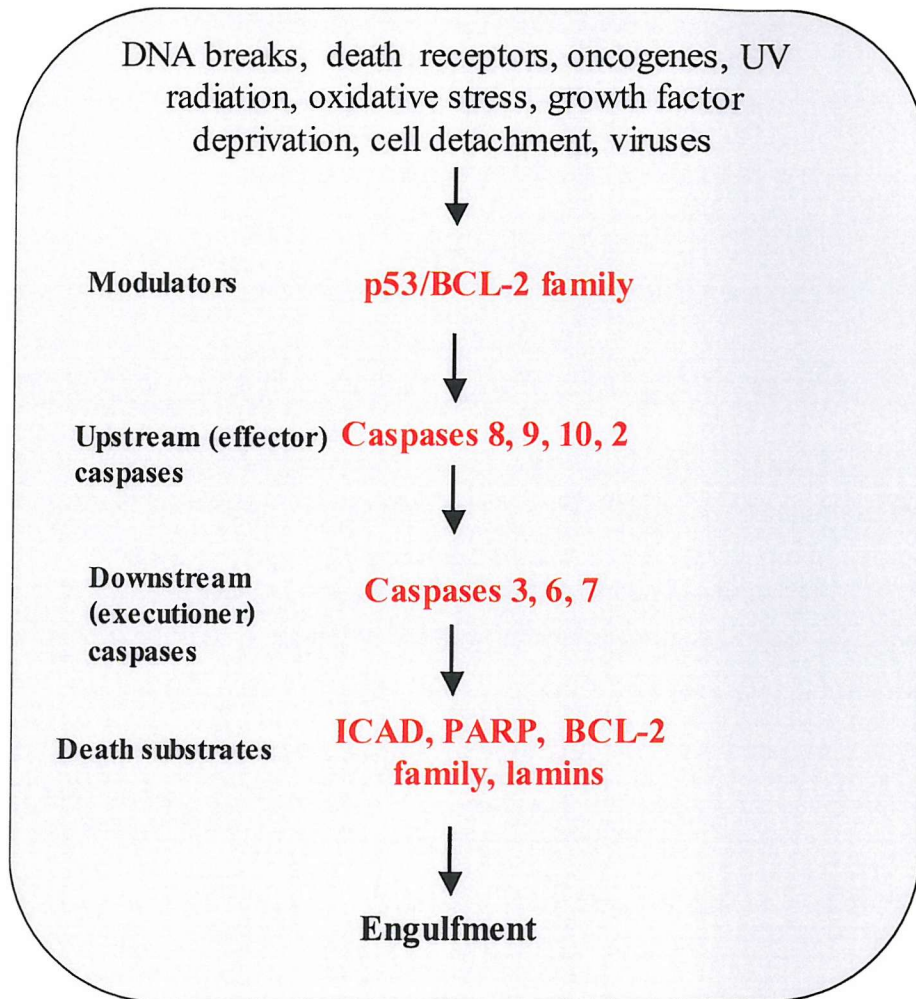 DNA breaks, death receptors, oncogenes, UV
radiation, oxidative stress, growth factor
deprivation, cell detachment, viruses
Modulators
p53/BCL-2 family
Upstream (effector)
caspases
Caspases 8, 9, 10, 2
Downstream
(executioner)
caspases
Caspases 3, 6, 7
Death substrates
ICAD, PARP, BCL-2
family, lamins
Engulfment